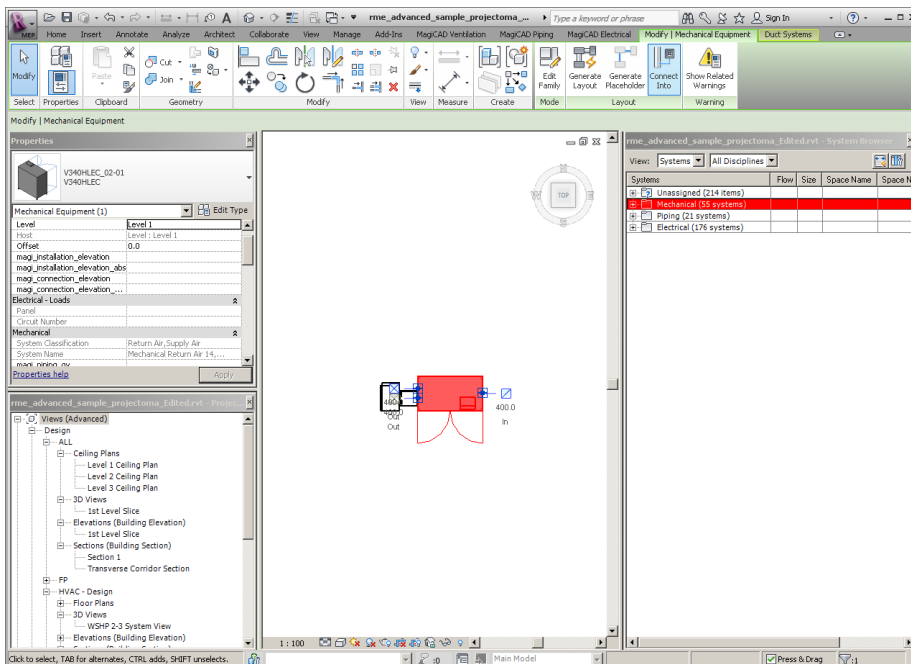 rme_advanced_sample_projectoma_...
Type a keyword or phrase
Sign In
MEP
Home Insert Annotate Analyze Architect Collaborate View Manage Add-Ins MagiCAD Ventilation MagiCAD Piping MagiCAD Electrical Modify | Mechanical Equipment Duct Systems
Modify
Paste
Cut
Join
Edit Family
Generate Layout
Generate Placeholder
Connect Into
Show Related Warnings
Select Properties Clipboard Geometry Modify View Measure Create Mode Layout Warning
Modify | Mechanical Equipment
Properties
V340HLEC_02-01
V340HLEC
Mechanical Equipment (1)
Edit Type
Level Level 1
Host Level : Level 1
Offset 0.0
magi_installation_elevation
magi_installation_elevation_abs
magi_connection_elevation
magi_connection_elevation_...
Electrical - Loads
Panel
Circuit Number
Mechanical
System Classification Return Air,Supply Air
System Name Mechanical Return Air 14,...
Properties help
Apply
rme_advanced_sample_projectoma_Edited.rvt - Projec...
Views (Advanced)
Design
ALL
Ceiling Plans
Level 1 Ceiling Plan
Level 2 Ceiling Plan
Level 3 Ceiling Plan
3D Views
1st Level Slice
Elevations (Building Elevation)
1st Level Slice
Sections (Building Section)
Section 1
Transverse Corridor Section
FP
HVAC - Design
Floor Plans
3D Views
WSHP 2-3 System View
Elevations (Building Elevation)
TOP
Out
Out
400.0
In
1 : 100
rme_advanced_sample_projectoma_Edited.rvt - System Browser
View: Systems All Disciplines
Systems Flow Size Space Name Space N
Unassigned (214 items)
Mechanical (55 systems)
Piping (21 systems)
Electrical (176 systems)
Click to select, TAB for alternates, CTRL adds, SHIFT unselects.
:0
Main Model
Press & Drag
:1